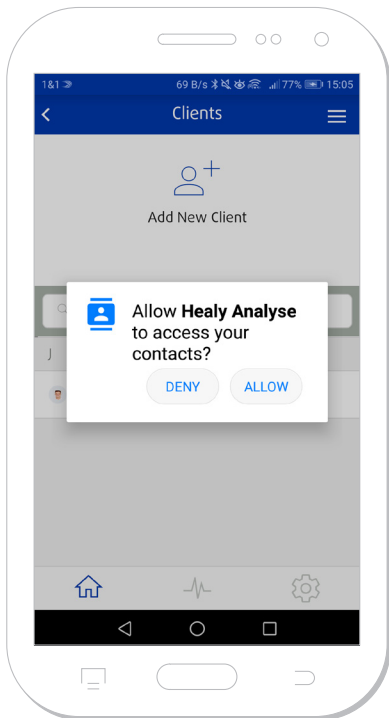 1&1 69 B/s 77% 15:05
Clients
Add New Client
Allow Healy Analyse
to access your
contacts?
DENY ALLOW
J